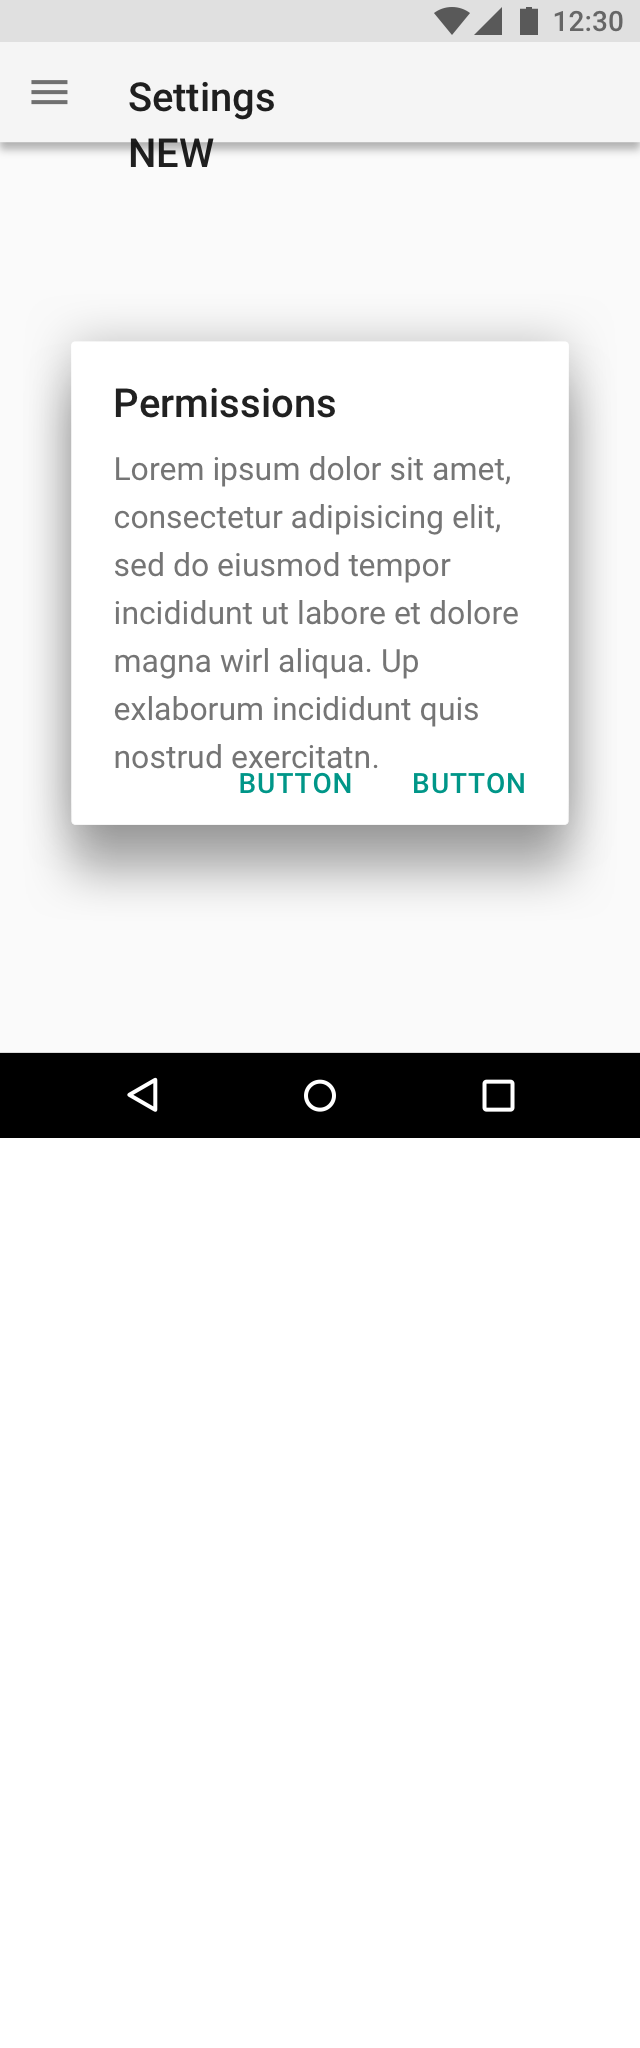 12:30
Settings
NEW
Permissions
Lorem ipsum dolor sit amet,
consectetur adipisicing elit,
sed do eiusmod tempor
incididunt ut labore et dolore
magna wirl aliqua. Up
exlaborum incididunt quis
nostrud exercitatn.
BUTTON BUTTON